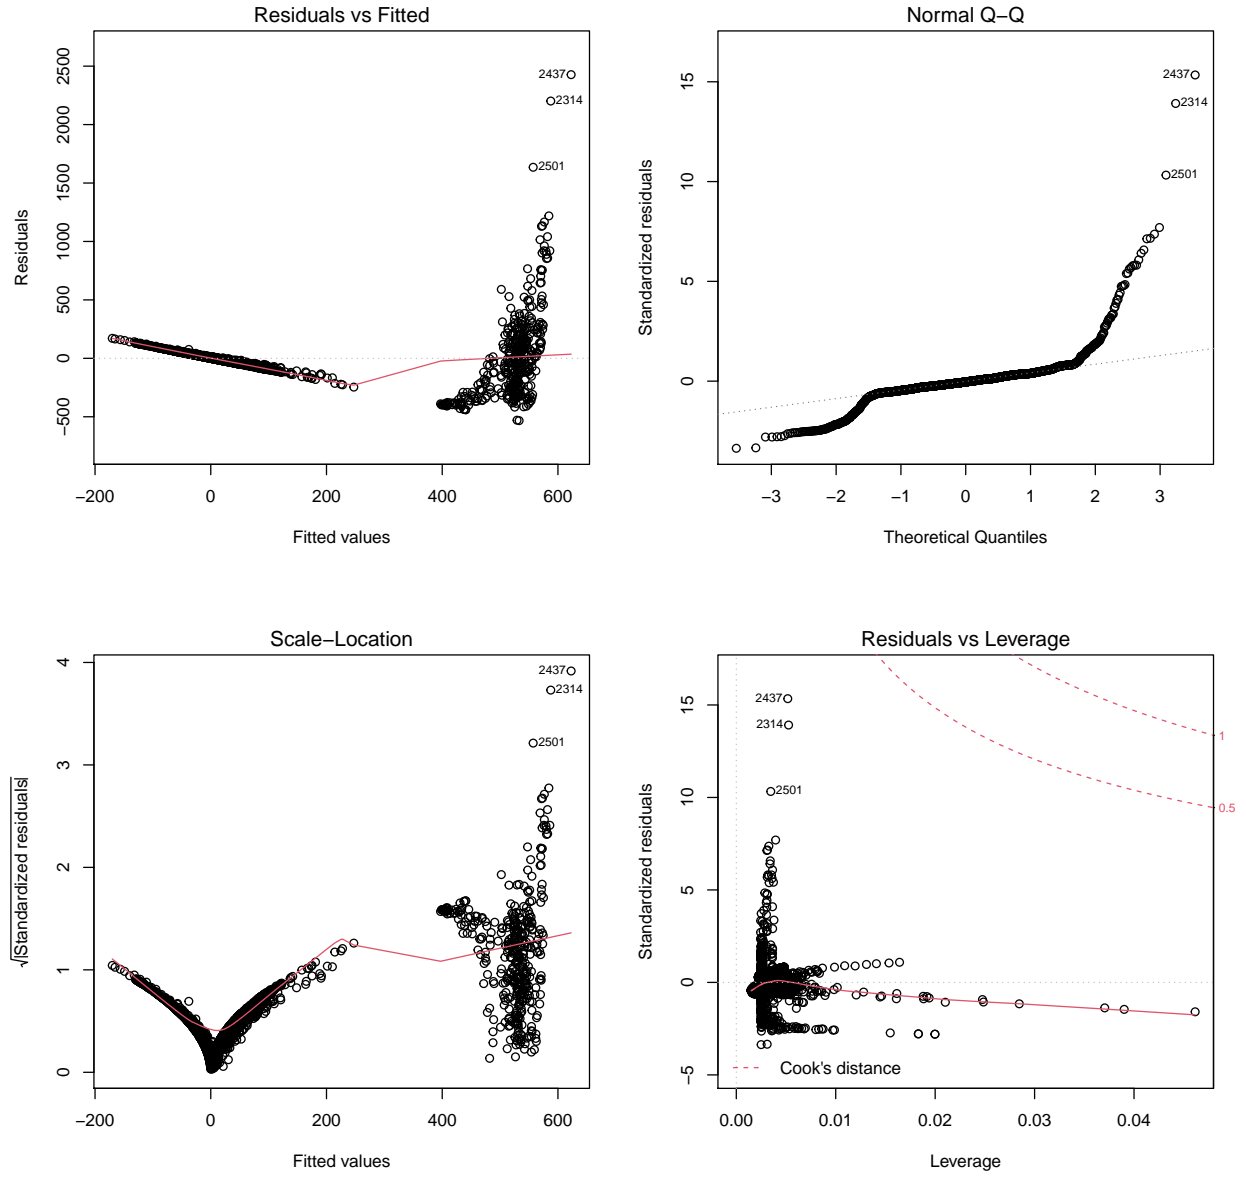 Residuals vs Fitted
Residuals
2500
2000
1500
1000
500
0
−500
2437
2314
2501
−200 0 200 400 600
Fitted values
Normal Q−Q
Standardized residuals
15
10
5
0
2437
2314
2501
−3 −2 −1 0 1 2 3
Theoretical Quantiles
Scale−Location
√|Standardized residuals|
4
3
2
1
0
2437
2314
2501
−200 0 200 400 600
Fitted values
Residuals vs Leverage
Standardized residuals
15
10
5
0
−5
2437
2314
2501
1
0.5
Cook's distance
0.00 0.01 0.02 0.03 0.04
Leverage